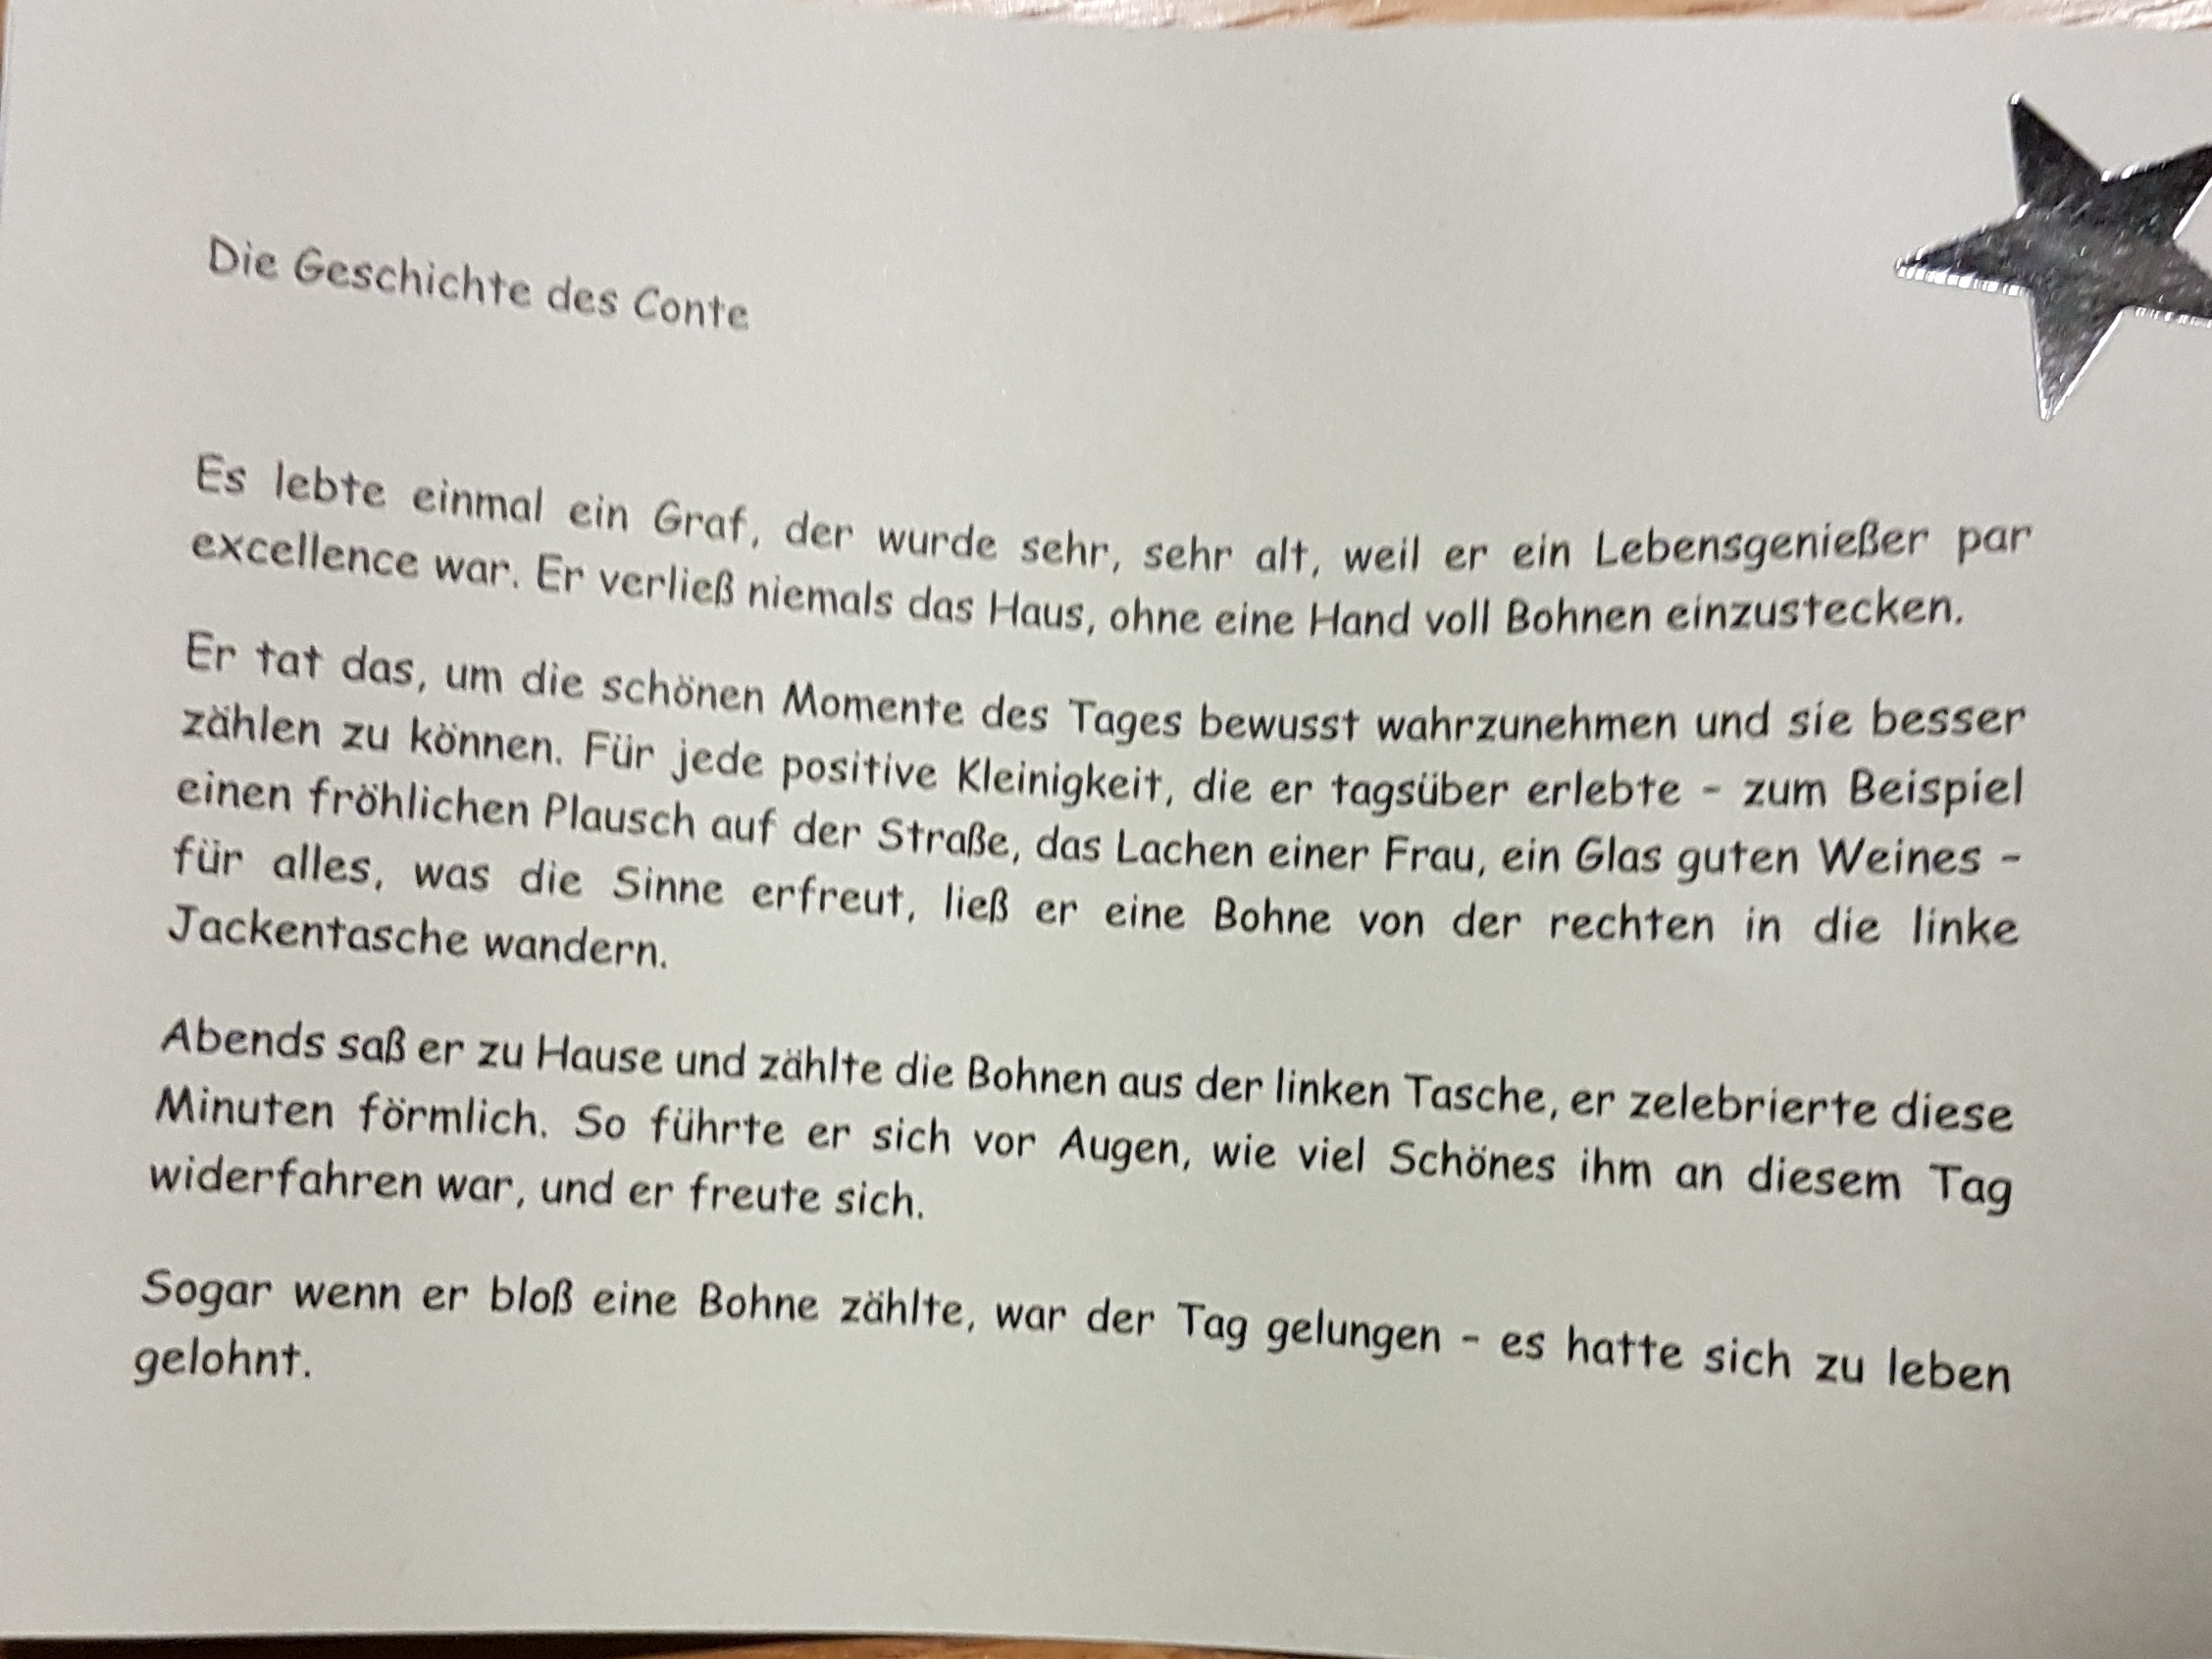 Die Geschichte des Conte
Es lebte einmal ein Graf, der wurde sehr, sehr alt, weil er ein Lebensgenießer par
excellence war. Er verließ niemals das Haus, ohne eine Hand voll Bohnen einzustecken.
Er tat das, um die schönen Momente des Tages bewusst wahrzunehmen und sie besser
zählen zu können. Für jede positive Kleinigkeit, die er tagsüber erlebte - zum Beispiel
einen fröhlichen Plausch auf der Straße, das Lachen einer Frau, ein Glas guten Weines -
für alles, was die Sinne erfreut, ließ er eine Bohne von der rechten in die linke
Jackentasche wandern.
Abends saß er zu Hause und zählte die Bohnen aus der linken Tasche, er zelebrierte diese
Minuten förmlich. So führte er sich vor Augen, wie viel Schönes ihm an diesem Tag
widerfahren war, und er freute sich.
Sogar wenn er bloß eine Bohne zählte, war der Tag gelungen - es hatte sich zu leben
gelohnt.